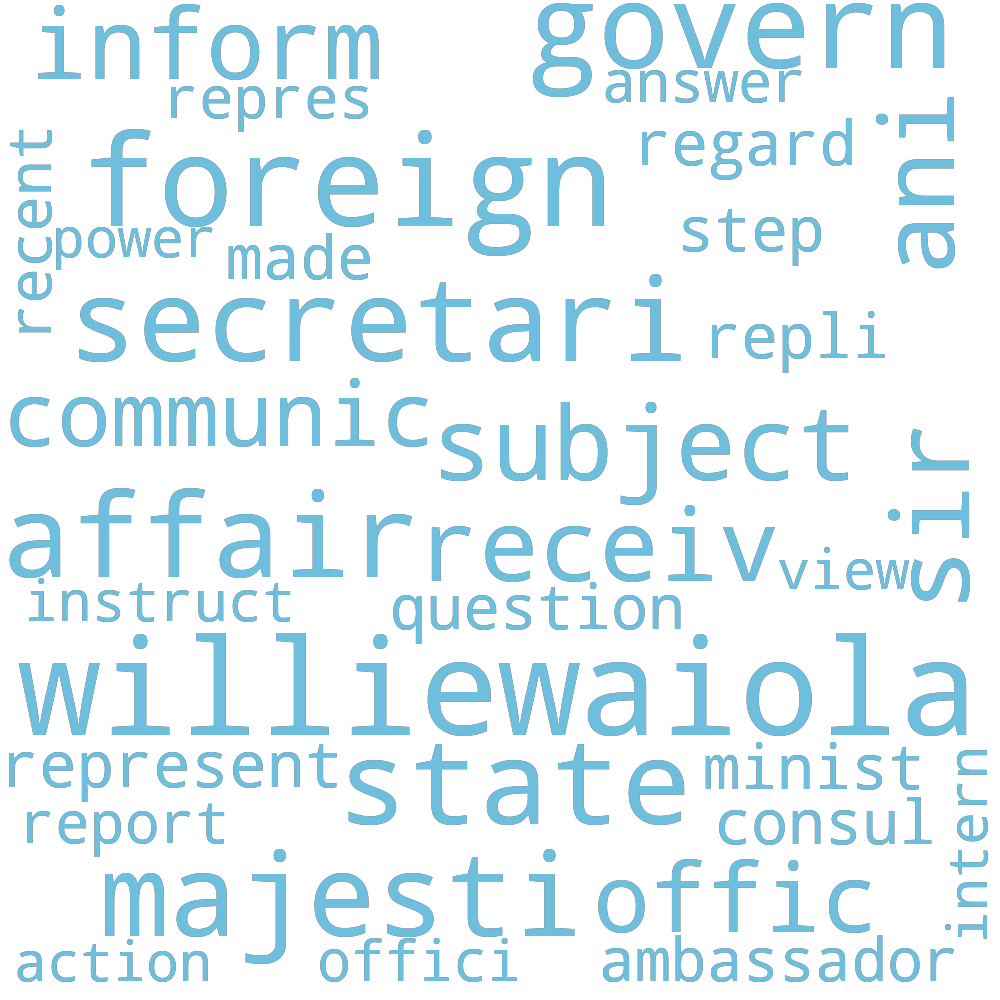 inform
govern
repres
answer
foreign
regard
ani
recent
power
made
step
secretari
repli
communic
subject
sir
affair
receiv
view
instruct
question
williewaiola
represent
state
minist
report
consul
intern
majesti
offic
action
offici
ambassador